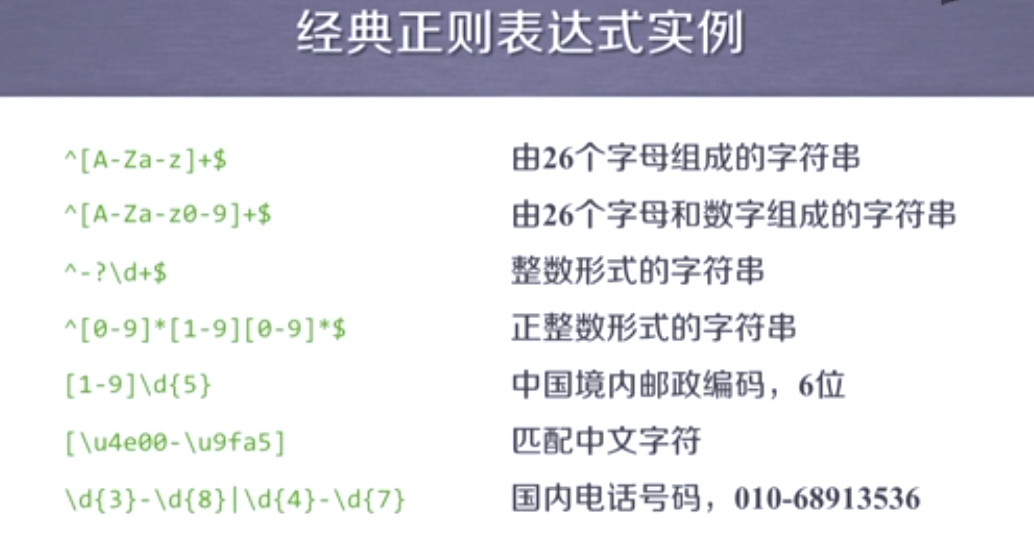 经典正则表达式实例
^[A-Za-z]+$ 由26个字母组成的字符串
^[A-Za-z0-9]+$ 由26个字母和数字组成的字符串
^-?\d+$ 整数形式的字符串
^[0-9]*[1-9][0-9]*$ 正整数形式的字符串
[1-9]\d{5} 中国境内邮政编码，6位
[\u4e00-\u9fa5] 匹配中文字符
\d{3}-\d{8}|\d{4}-\d{7} 国内电话号码，010-68913536